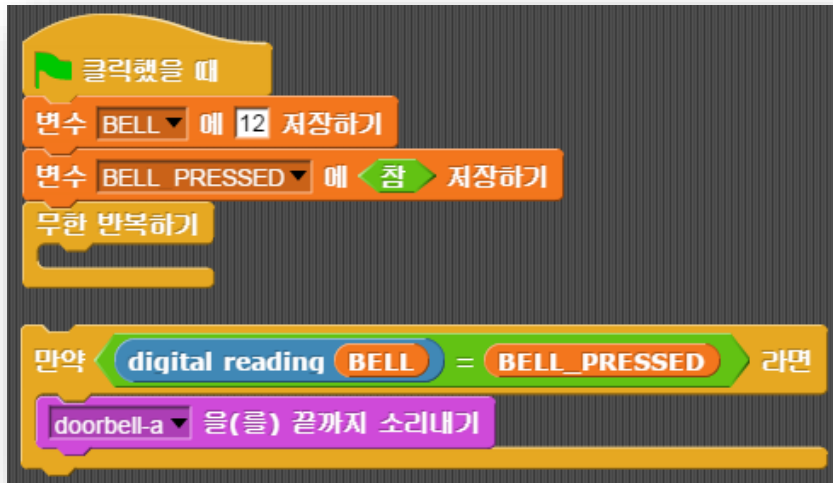 클릭했을 때
변수 BELL 에 12 저장하기
변수 BELL PRESSED 에 참 저장하기
무한 반복하기
만약 digital reading BELL = BELL_PRESSED 라면
doorbell-a 을(를) 끝까지 소리내기